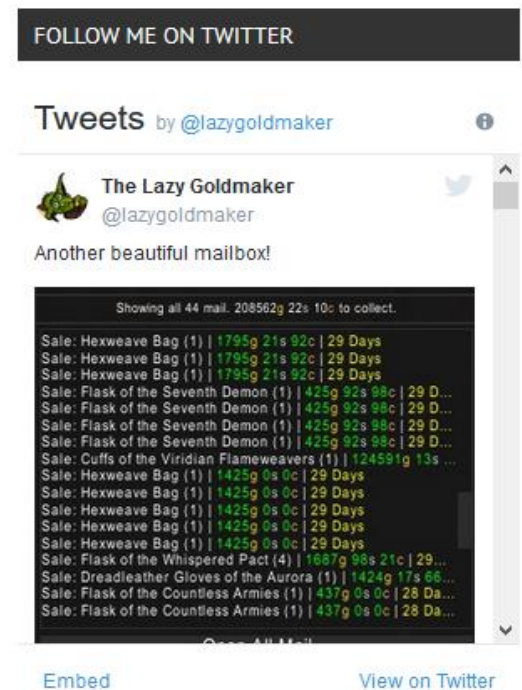 FOLLOW ME ON TWITTER
Tweets by @lazygoldmaker
The Lazy Goldmaker
@lazygoldmaker
Another beautiful mailbox!
Showing all 44 mail. 208562g 22s 10c to collect.
Sale: Hexweave Bag (1) | 1795g 21s 92c | 29 Days
Sale: Hexweave Bag (1) | 1795g 21s 92c | 29 Days
Sale: Hexweave Bag (1) | 1795g 21s 92c | 29 Days
Sale: Flask of the Seventh Demon (1) | 425g 92s 98c | 29 D...
Sale: Flask of the Seventh Demon (1) | 425g 92s 98c | 29 D...
Sale: Flask of the Seventh Demon (1) | 425g 92s 98c | 29 D...
Sale: Flask of the Seventh Demon (1) | 425g 92s 98c | 29 D...
Sale: Cuffs of the Viridian Flameweavers (1) | 124591g 13s ...
Sale: Hexweave Bag (1) | 1425g 0s 0c | 29 Days
Sale: Hexweave Bag (1) | 1425g 0s 0c | 29 Days
Sale: Hexweave Bag (1) | 1425g 0s 0c | 29 Days
Sale: Hexweave Bag (1) | 1425g 0s 0c | 29 Days
Sale: Hexweave Bag (1) | 1425g 0s 0c | 29 Days
Sale: Flask of the Whispered Pact (4) | 1687g 98s 21c | 29...
Sale: Dreadleather Gloves of the Aurora (1) | 1424g 17s 66...
Sale: Flask of the Countless Armies (1) | 437g 0s 0c | 28 Da...
Sale: Flask of the Countless Armies (1) | 437g 0s 0c | 28 Da...
Open All Mail
Embed View on Twitter